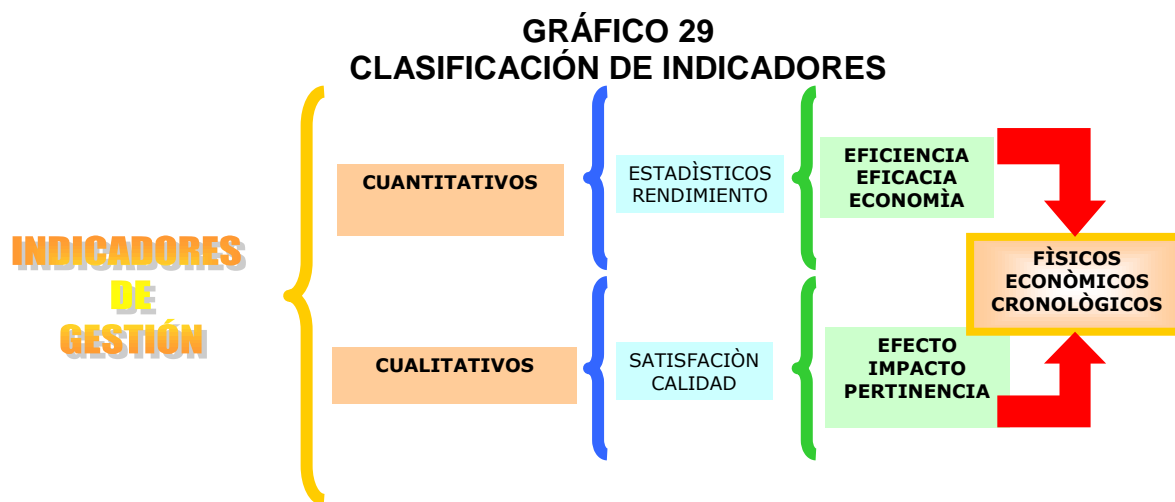 GRÁFICO 29
CLASIFICACIÓN DE INDICADORES
INDICADORES
DE
GESTIÓN
CUANTITATIVOS
ESTADÌSTICOS
RENDIMIENTO
EFICIENCIA
EFICACIA
ECONOMÌA
CUALITATIVOS
SATISFACIÒN
CALIDAD
EFECTO
IMPACTO
PERTINENCIA
FÌSICOS
ECONÒMICOS
CRONOLÒGICOS